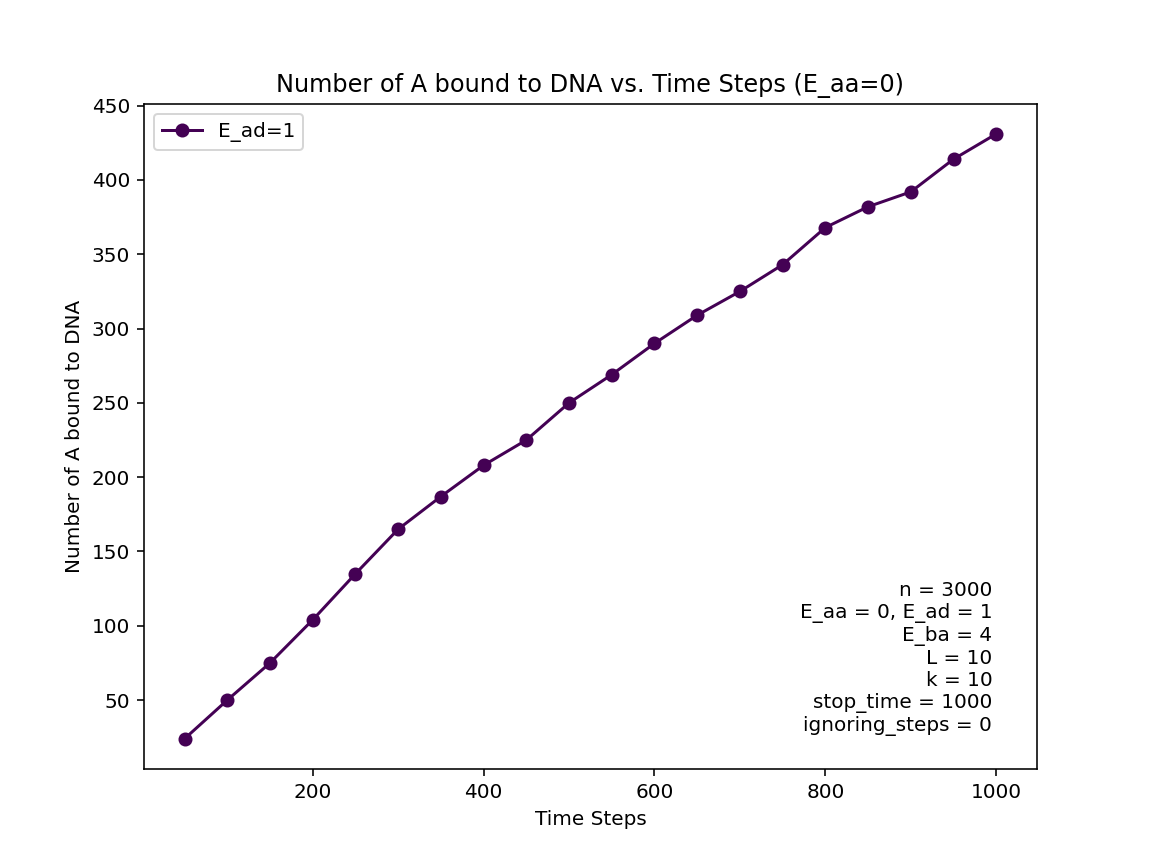 Number of A bound to DNA vs. Time Steps (E_aa=0)
E_ad=1
Number of A bound to DNA
450
400
350
300
250
200
150
100
50
n = 3000
E_aa = 0, E_ad = 1
E_ba = 4
L = 10
k = 10
stop_time = 1000
ignoring_steps = 0
200
400
600
800
1000
Time Steps